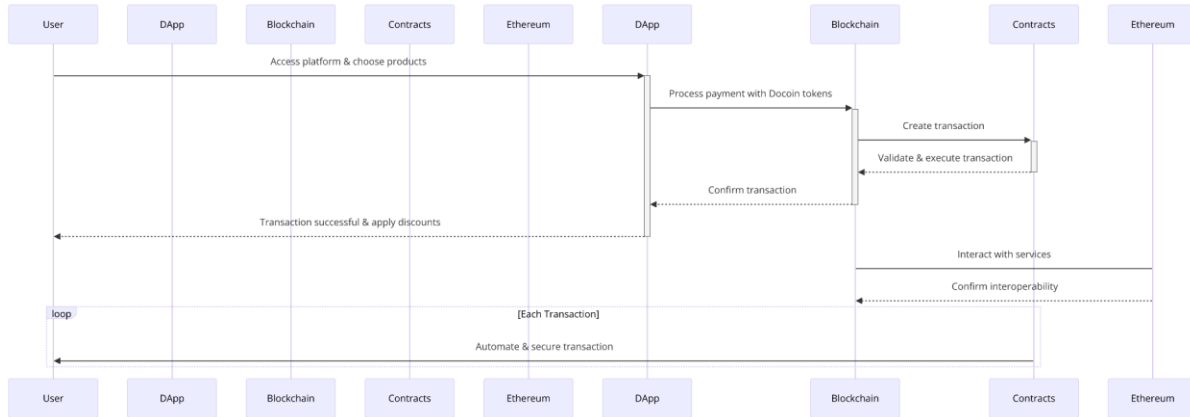 User DApp Blockchain Contracts Ethereum DApp Blockchain Contracts Ethereum
Access platform & choose products
Process payment with Docoin tokens
Create transaction
Validate & execute transaction
Confirm transaction
Transaction successful & apply discounts
Interact with services
Confirm interoperability
loop [Each Transaction]
Automate & secure transaction
User DApp Blockchain Contracts Ethereum DApp Blockchain Contracts Ethereum